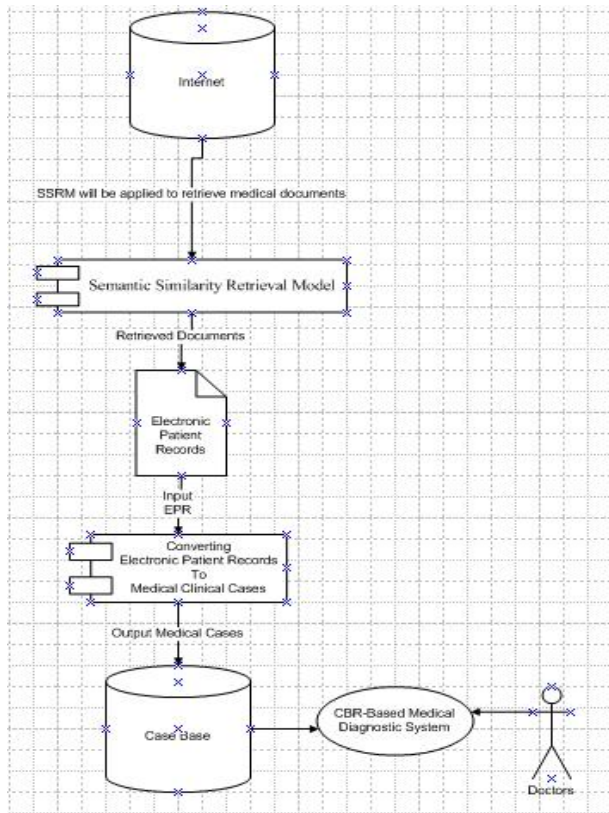 Internet
SSRM will be applied to retrieve medical documents
Semantic Similarity Retrieval Model
Retrieved Documents
Electronic
Patient
Records
Input
EPR
Converting
Electronic Patient Records
To
Medical Clinical Cases
Output Medical Cases
Case Base
CBR-Based Medical
Diagnostic System
Doctors